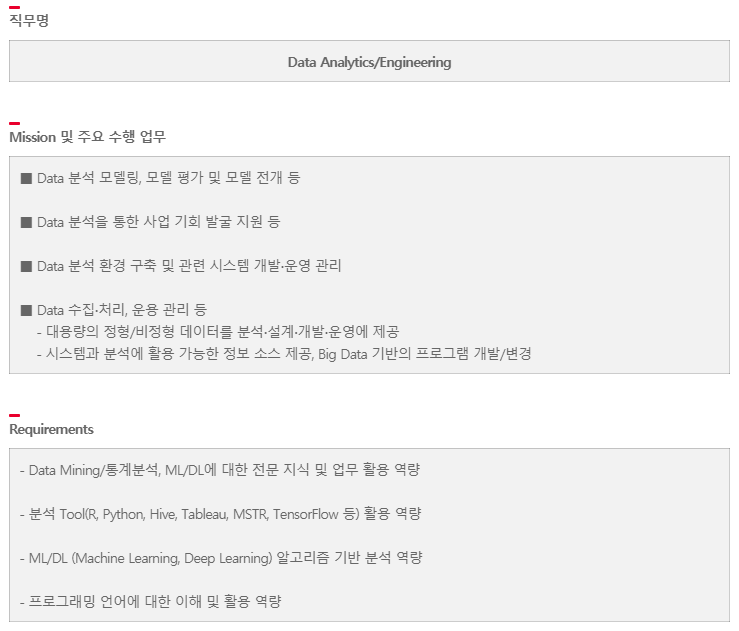 직무명
Data Analytics/Engineering
Mission 및 주요 수행 업무
■ Data 분석 모델링, 모델 평가 및 모델 전개 등
■ Data 분석을 통한 사업 기회 발굴 지원 등
■ Data 분석 환경 구축 및 관련 시스템 개발·운영 관리
■ Data 수집·처리, 운용 관리 등
- 대용량의 정형/비정형 데이터를 분석·설계·개발·운영에 제공
- 시스템과 분석에 활용 가능한 정보 소스 제공, Big Data 기반의 프로그램 개발/변경
Requirements
- Data Mining/통계분석, ML/DL에 대한 전문 지식 및 업무 활용 역량
- 분석 Tool(R, Python, Hive, Tableau, MSTR, TensorFlow 등) 활용 역량
- ML/DL (Machine Learning, Deep Learning) 알고리즘 기반 분석 역량
- 프로그래밍 언어에 대한 이해 및 활용 역량